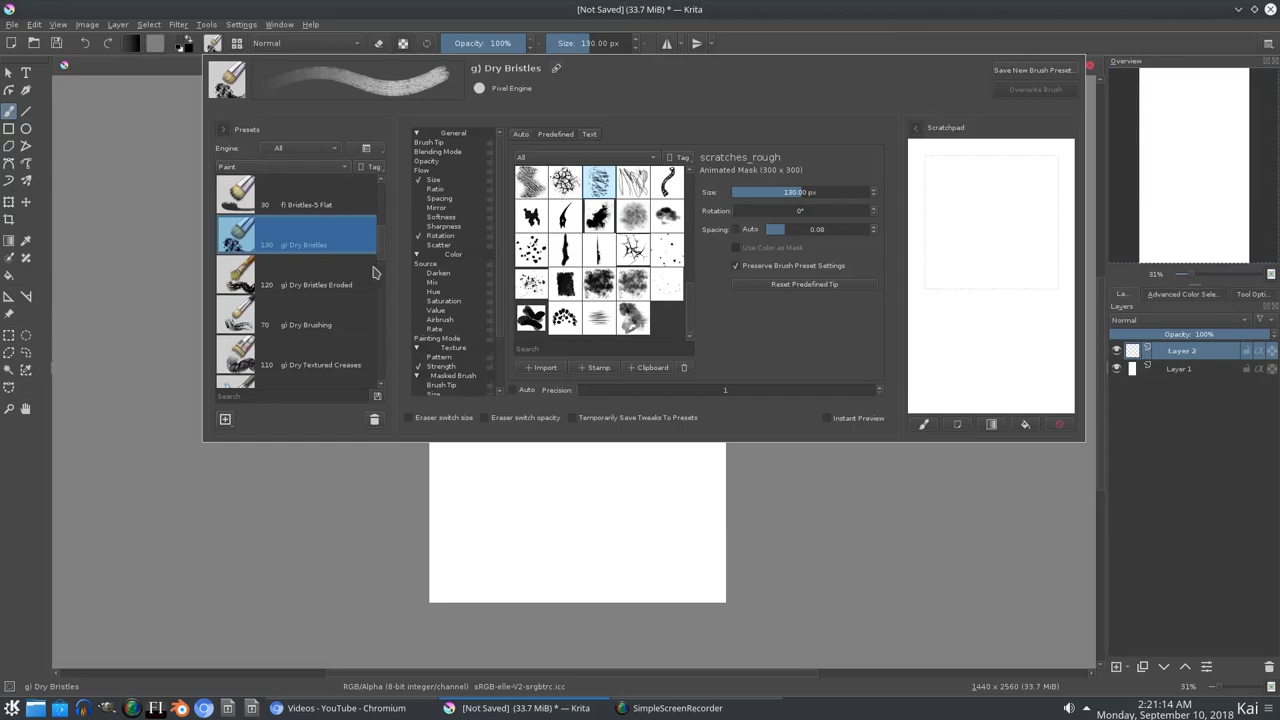 [Not Saved] (33.7 MiB) * — Krita
File Edit View Image Layer Select Filter Tools Settings Window Help
Normal Opacity: 100% Size: 130.00 px
g) Dry Bristles
Pixel Engine
Save New Brush Preset...
Overwrite Brush
Presets
Engine: All
Paint Tag
30 f) Bristles-5 Flat
130 g) Dry Bristles
120 g) Dry Bristles Eroded
70 g) Dry Brushing
110 g) Dry Textured Creases
Search
General
Brush Tip
Blending Mode
Opacity
Flow
Size
Ratio
Spacing
Mirror
Softness
Sharpness
Rotation
Scatter
Color
Source
Darken
Mix
Hue
Saturation
Value
Airbrush
Rate
Painting Mode
Texture
Pattern
Strength
Masked Brush
Brush Tip
Size
Auto Predefined Text
All Tag
Search
Import Stamp Clipboard
Auto Precision: 1
scratches_rough
Animated Mask (300 x 300)
Size: 130.00 px
Rotation: 0°
Spacing: Auto 0.08
Use Color as Mask
Preserve Brush Preset Settings
Reset Predefined Tip
Eraser switch size Eraser switch opacity Temporarily Save Tweaks To Presets Instant Preview
Scratchpad
Overview
31%
La... Advanced Color Sele... Tool Opti...
Layers
Normal
Opacity: 100%
Layer 2
Layer 1
g) Dry Bristles RGB/Alpha (8-bit integer/channel) sRGB-elle-V2-srgbtrc.icc 1440 x 2560 (33.7 MiB) 31%
Videos - YouTube - Chromium [Not Saved] (33.7 MiB) * — Krita SimpleScreenRecorder
2:21:14 AM
Monday, September 10, 2018
Kai